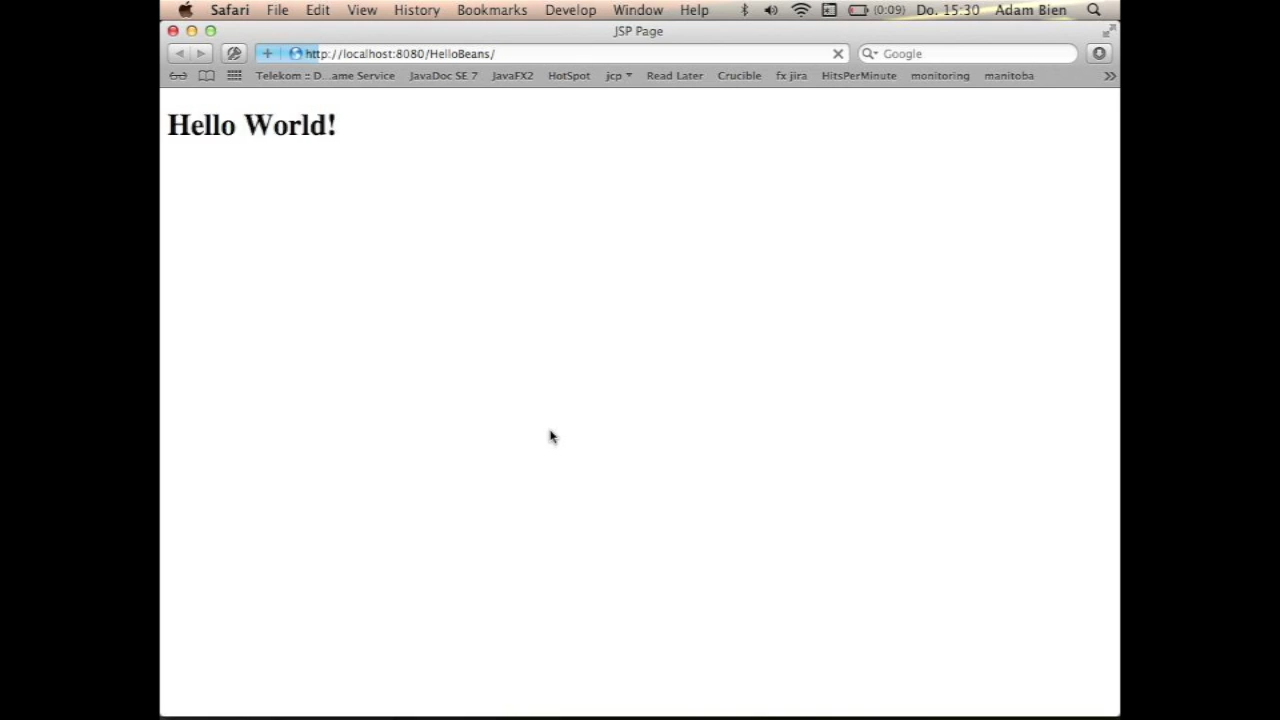 Safari File Edit View History Bookmarks Develop Window Help (0:09) Do. 15:30 Adam Bien
JSP Page
http://localhost:8080/HelloBeans/ Google
Telekom :: D...ame Service JavaDoc SE 7 JavaFX2 HotSpot jcp Read Later Crucible fx jira HitsPerMinute monitoring manitoba
Hello World!